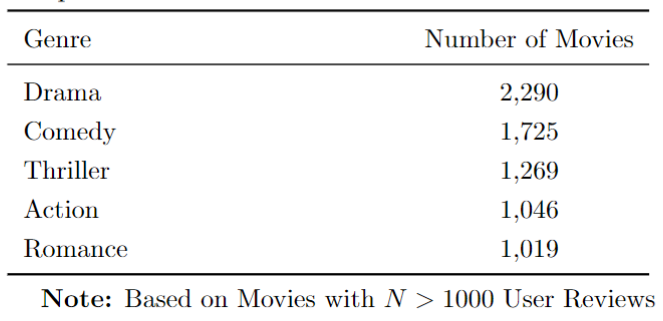 Genre Number of Movies
Drama 2,290
Comedy 1,725
Thriller 1,269
Action 1,046
Romance 1,019
Note: Based on Movies with N > 1000 User Reviews